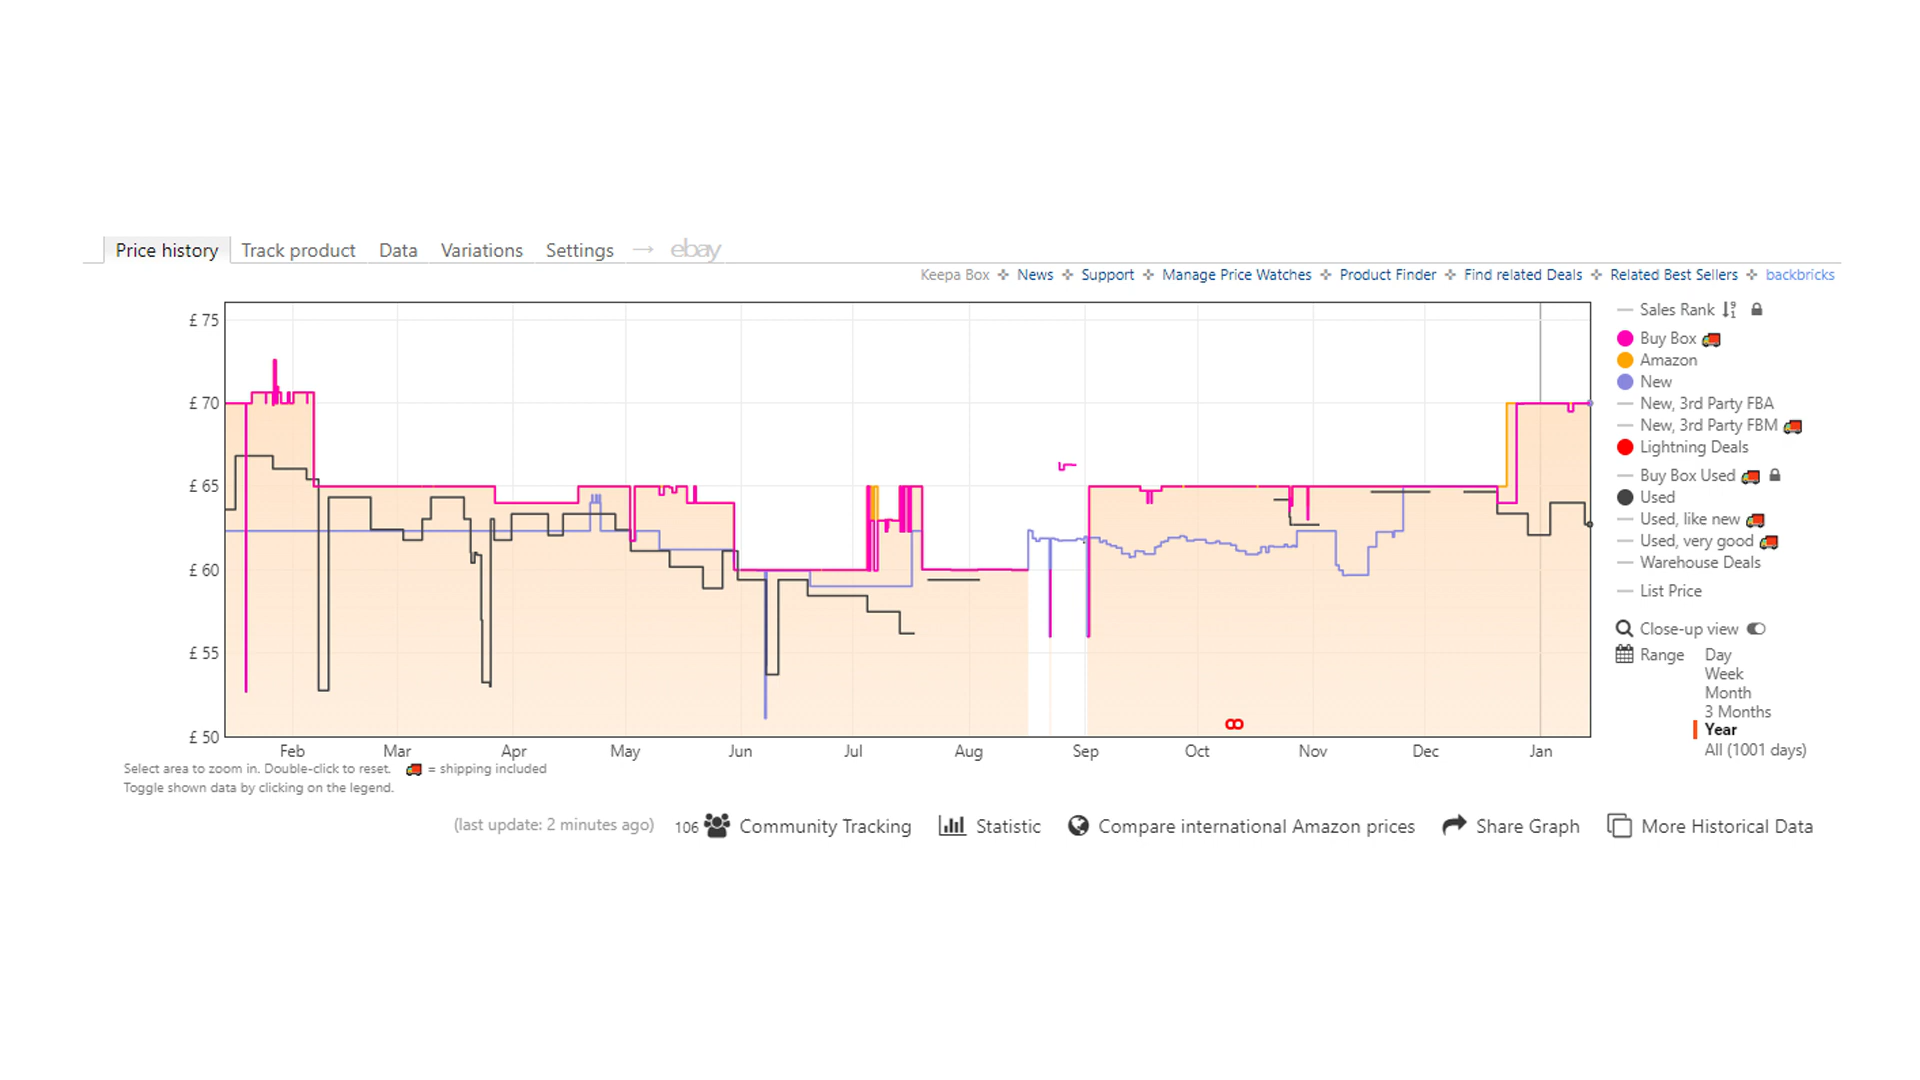 Price history Track product Data Variations Settings → ebay
Keepa Box ✤ News ✤ Support ✤ Manage Price Watches ✤ Product Finder ✤ Find related Deals ✤ Related Best Sellers ✤ backbricks
£ 75
£ 70
£ 65
£ 60
£ 55
£ 50
Feb Mar Apr May Jun Jul Aug Sep Oct Nov Dec Jan
Sales Rank
Buy Box
Amazon
New
New, 3rd Party FBA
New, 3rd Party FBM
Lightning Deals
Buy Box Used
Used
Used, like new
Used, very good
Warehouse Deals
List Price
Close-up view
Range Day
Week
Month
3 Months
Year
All (1001 days)
Select area to zoom in. Double-click to reset. = shipping included
Toggle shown data by clicking on the legend.
(last update: 2 minutes ago) 106 Community Tracking Statistic Compare international Amazon prices Share Graph More Historical Data